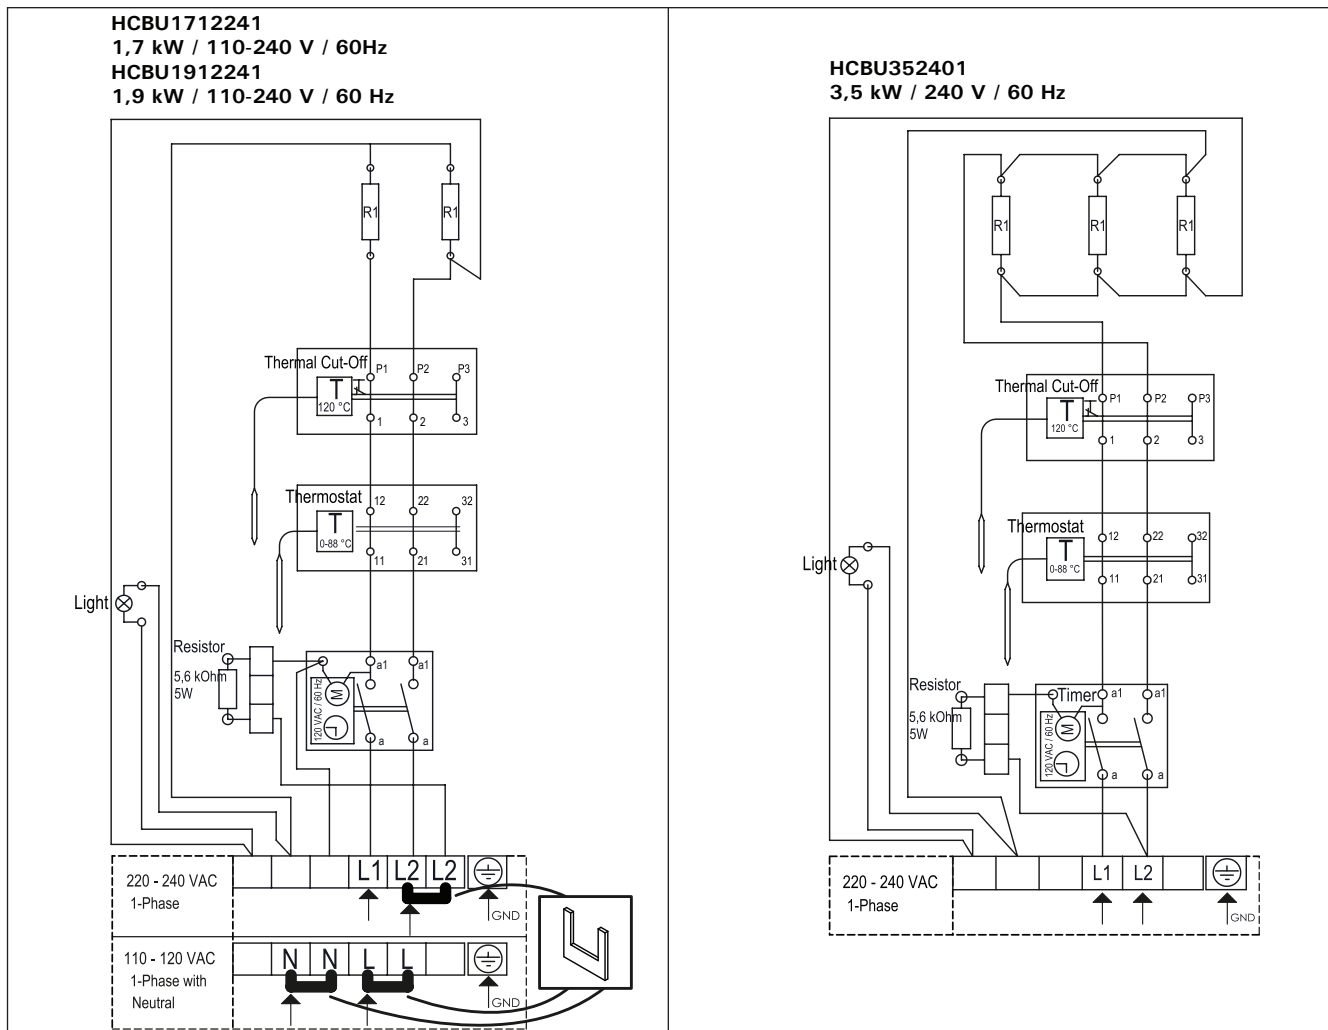 HCBU1712241
1,7 kW / 110-240 V / 60Hz
HCBU1912241
1,9 kW / 110-240 V / 60 Hz
R1
R1
Thermal Cut-Off
P1
P2
P3
T
120 °C
1
2
3
Thermostat
12
22
32
T
0-88 °C
11
21
31
Light
Resistor
5,6 kOhm
5W
a1
a1
120 VAC / 60 Hz
M
a
a
220 - 240 VAC
1-Phase
L1
L2
L2
GND
110 - 120 VAC
1-Phase with
Neutral
N
N
L
L
GND
HCBU352401
3,5 kW / 240 V / 60 Hz
R1
R1
R1
Thermal Cut-Off
P1
P2
P3
T
120 °C
1
2
3
Thermostat
12
22
32
T
0-88 °C
11
21
31
Light
Resistor
5,6 kOhm
5W
Timer
a1
a1
120 VAC / 60 Hz
M
a
a
220 - 240 VAC
1-Phase
L1
L2
GND